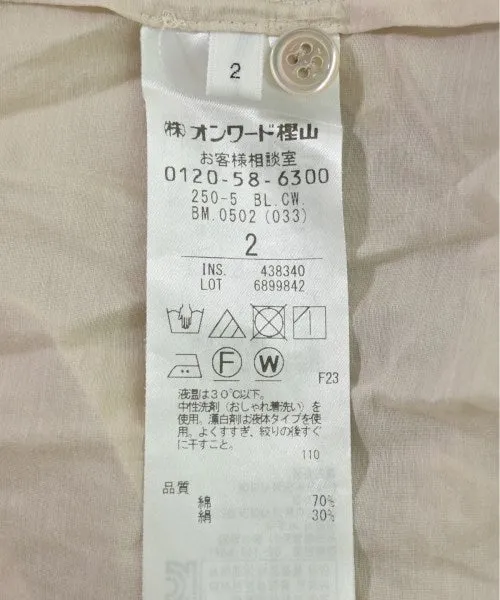 2
(株)オンワード樫山
お客様相談室
0120-58-6300
250-5 BL.CW.
BM.0502(033)
2
INS. 438340
LOT 6899842
F
W
F23
液温は30℃以下。
中性洗剤(おしゃれ着洗い)を
使用。漂白剤は液体タイプを使
用。よくすすぎ、絞りの後すぐ
に干すこと。
110
品質
綿 70%
絹 30%